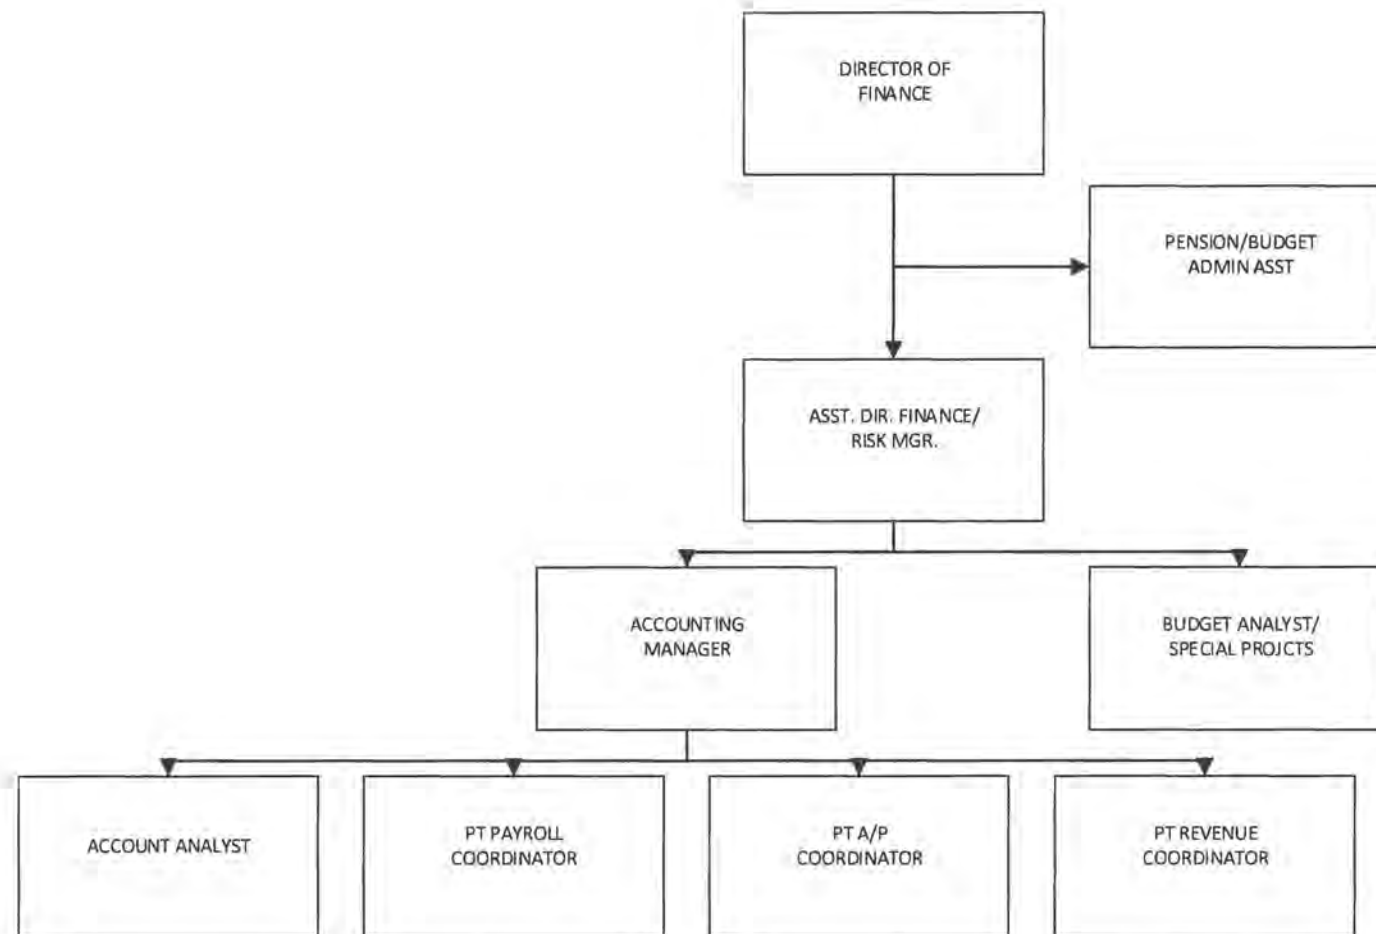 DIRECTOR OF
FINANCE
PENSION/BUDGET
ADMIN ASST
ASST. DIR. FINANCE/
RISK MGR.
ACCOUNTING
MANAGER
BUDGET ANALYST/
SPECIAL PROJCTS
ACCOUNT ANALYST
PT PAYROLL
COORDINATOR
PT A/P
COORDINATOR
PT REVENUE
COORDINATOR